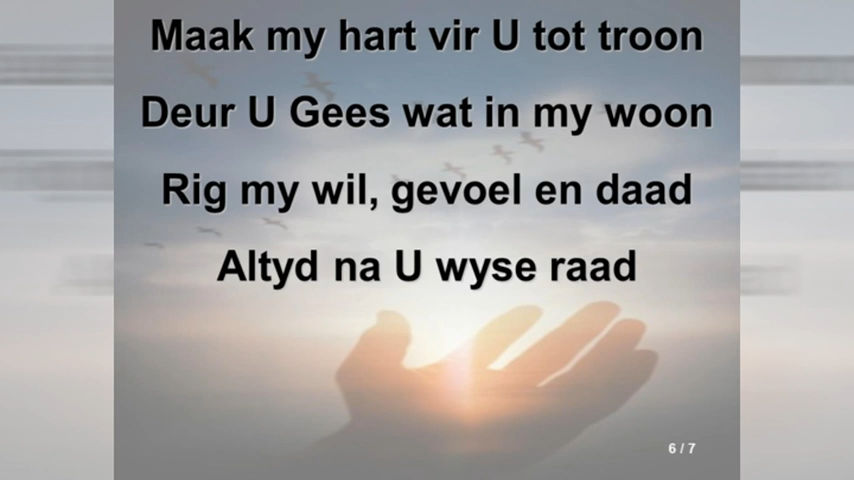 Maak my hart vir U tot troon
Deur U Gees wat in my woon
Rig my wil, gevoel en daad
Altyd na U wyse raad
6 / 7